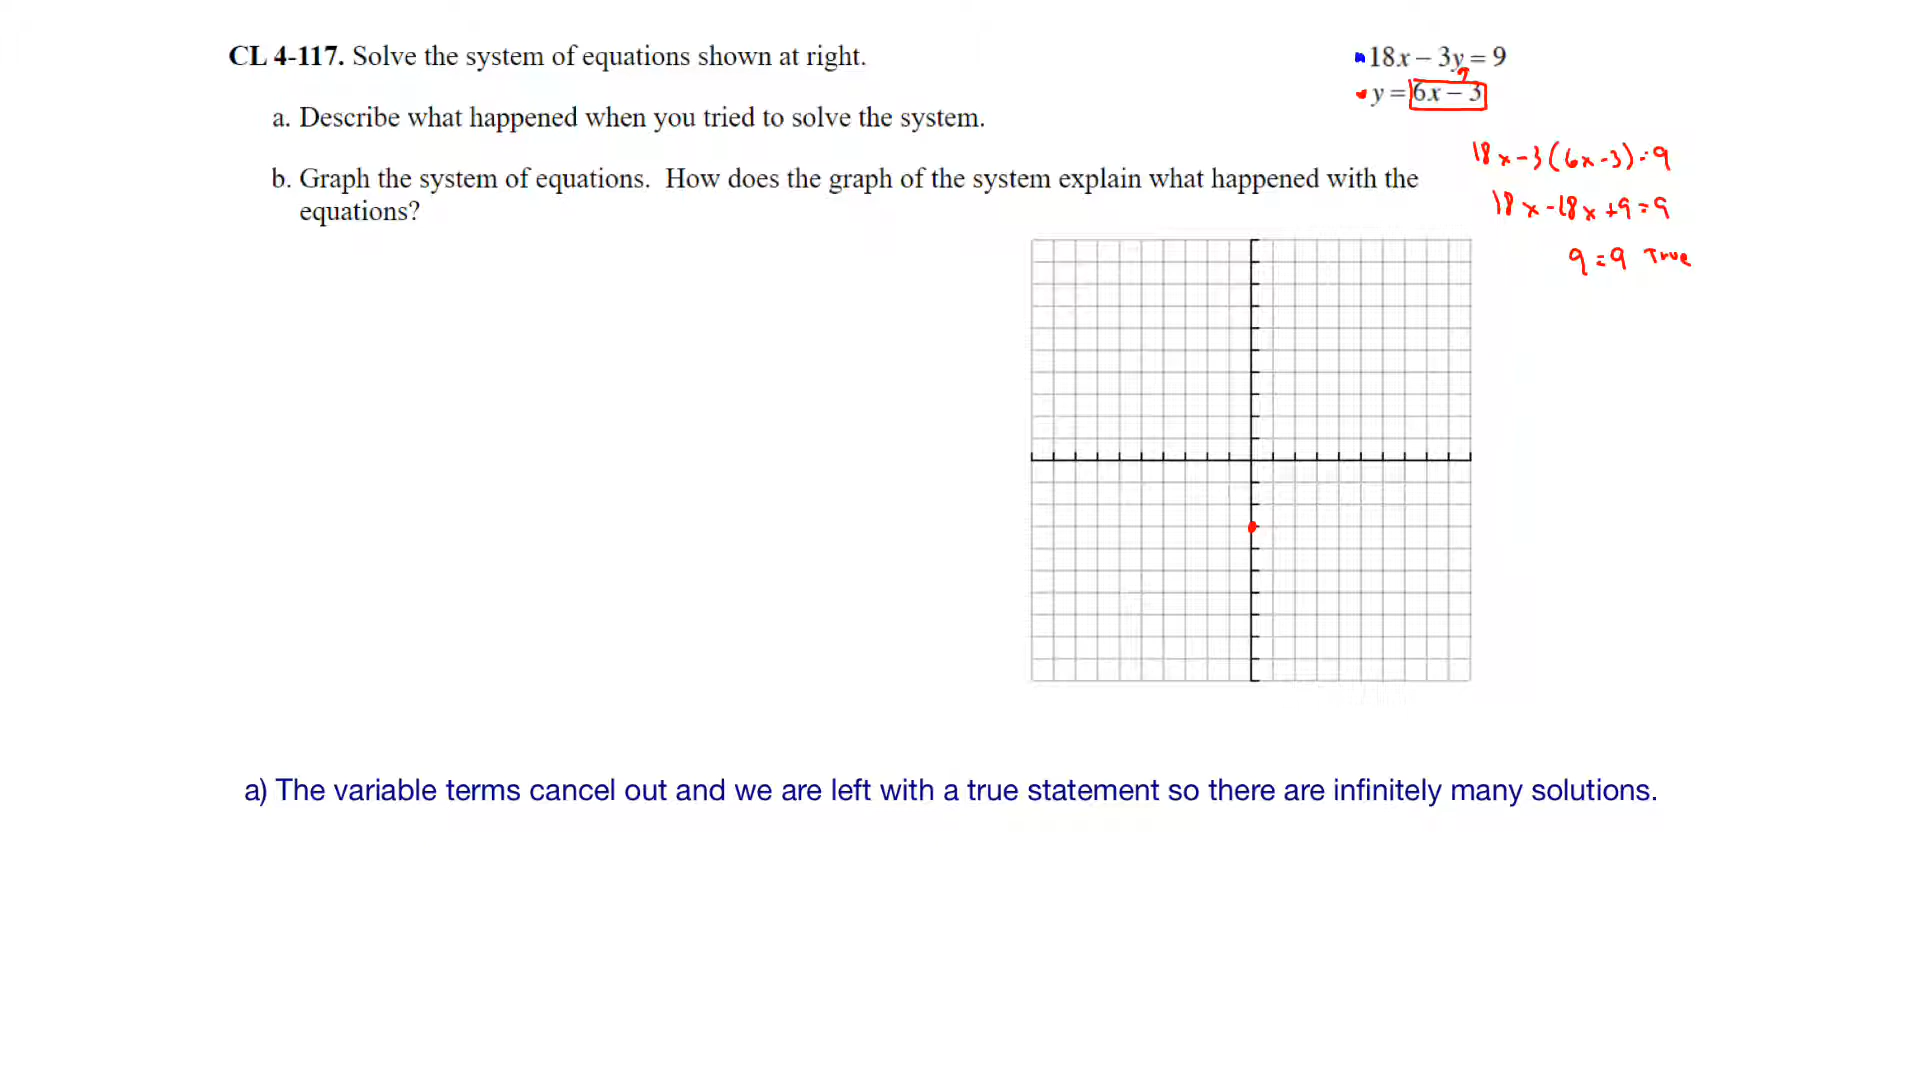 CL 4-117. Solve the system of equations shown at right.
18x – 3y = 9
y = 6x – 3
a. Describe what happened when you tried to solve the system.
18x-3(6x-3)=9
b. Graph the system of equations. How does the graph of the system explain what happened with the
equations?
18x-18x+9=9
9=9 True
a) The variable terms cancel out and we are left with a true statement so there are infinitely many solutions.